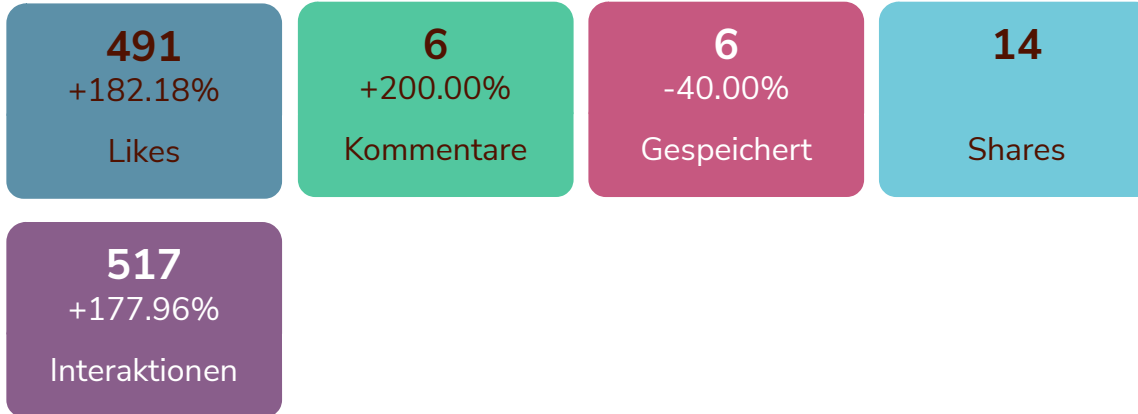 491
+182.18%
Likes
6
+200.00%
Kommentare
6
-40.00%
Gespeichert
14
Shares
517
+177.96%
Interaktionen